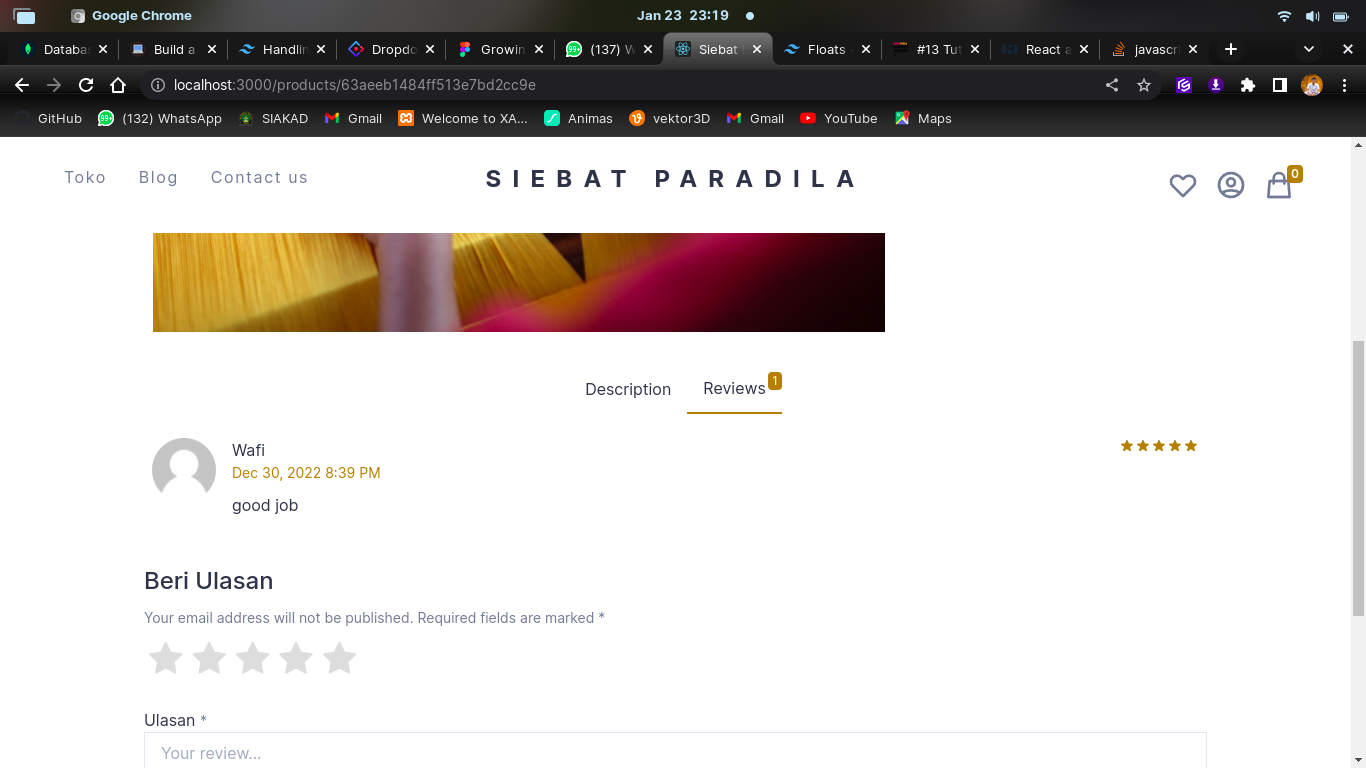 Google Chrome
Jan 23 23:19
Databas
Build a
Handlin
Dropdo
Growin
99+
(137) W
Siebat
Floats
#13 Tut
React a
javascri
localhost:3000/products/63aeeb1484ff513e7bd2cc9e
GitHub
99+
(132) WhatsApp
SIAKAD
Gmail
Welcome to XA...
Animas
vektor3D
Gmail
YouTube
Maps
Toko
Blog
Contact us
SIEBAT PARADILA
0
Description
Reviews
1
Wafi
Dec 30, 2022 8:39 PM
good job
Beri Ulasan
Your email address will not be published. Required fields are marked *
Ulasan *
Your review...